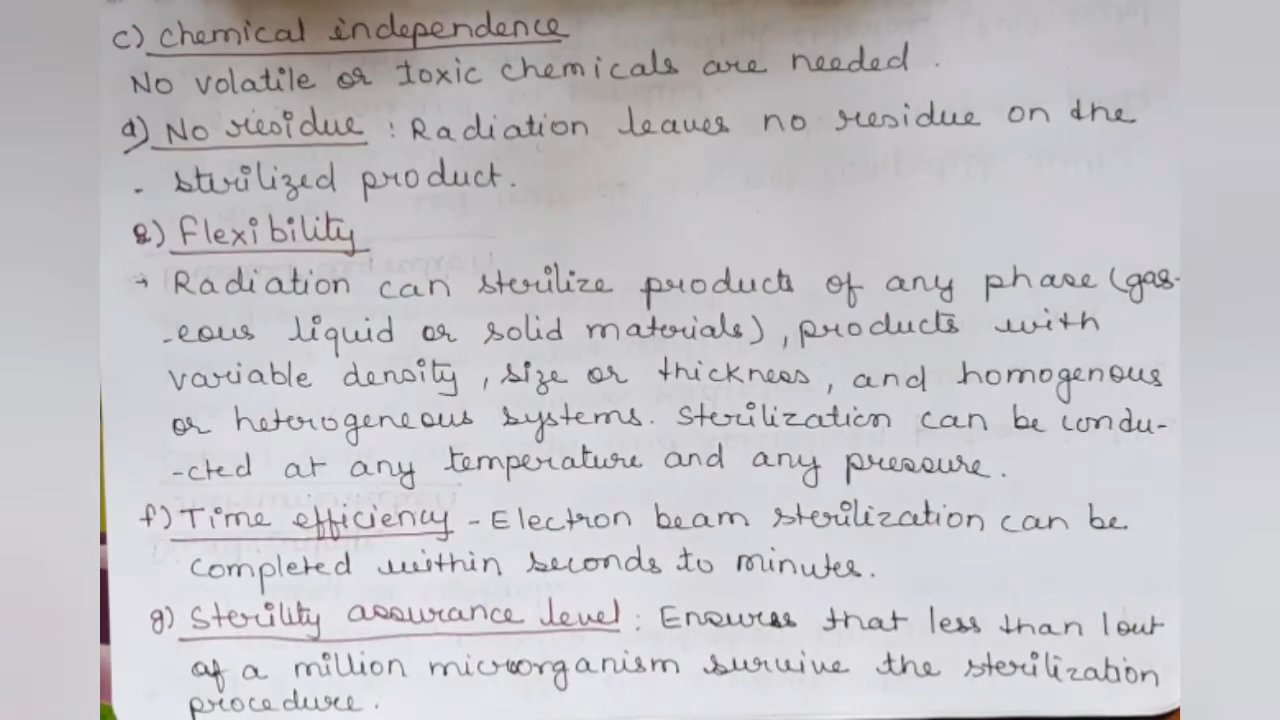 c) Chemical independence
No volatile or toxic chemicals are needed.
d) No residue : Radiation leaves no residue on the
- sterilized product.
e) Flexibility
→ Radiation can sterilize products of any phase (gas-
-eous liquid or solid materials), products with
variable density, size or thickness, and homogenous
or heterogeneous systems. Sterilization can be condu-
-cted at any temperature and any pressure.
f) Time efficiency - Electron beam sterilization can be
completed within seconds to minutes.
g) Sterility assurance level : Ensures that less than 1 out
of a million microorganism survive the sterilization
procedure.